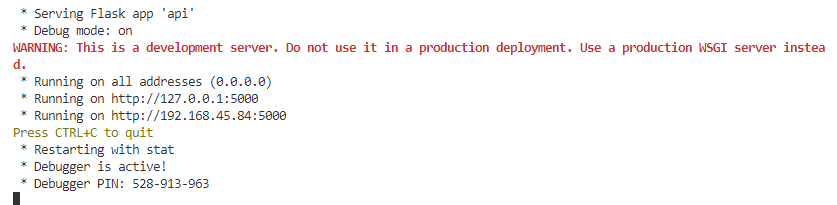 * Serving Flask app 'api'
* Debug mode: on
WARNING: This is a development server. Do not use it in a production deployment. Use a production WSGI server instea
d.
* Running on all addresses (0.0.0.0)
* Running on http://127.0.0.1:5000
* Running on http://192.168.45.84:5000
Press CTRL+C to quit
* Restarting with stat
* Debugger is active!
* Debugger PIN: 528-913-963